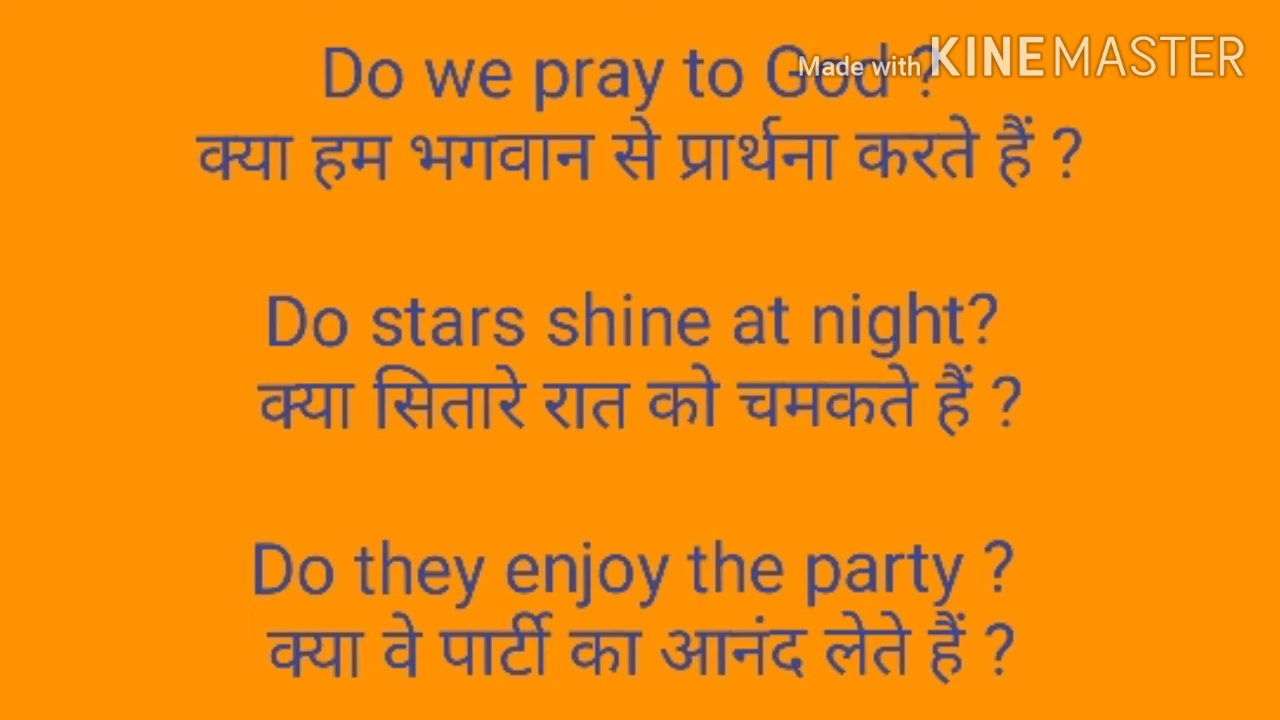 Do we pray to God ?
Made with KINEMASTER
क्या हम भगवान से प्रार्थना करते हैं ?
Do stars shine at night?
क्या सितारे रात को चमकते हैं ?
Do they enjoy the party ?
क्या वे पार्टी का आनंद लेते हैं ?